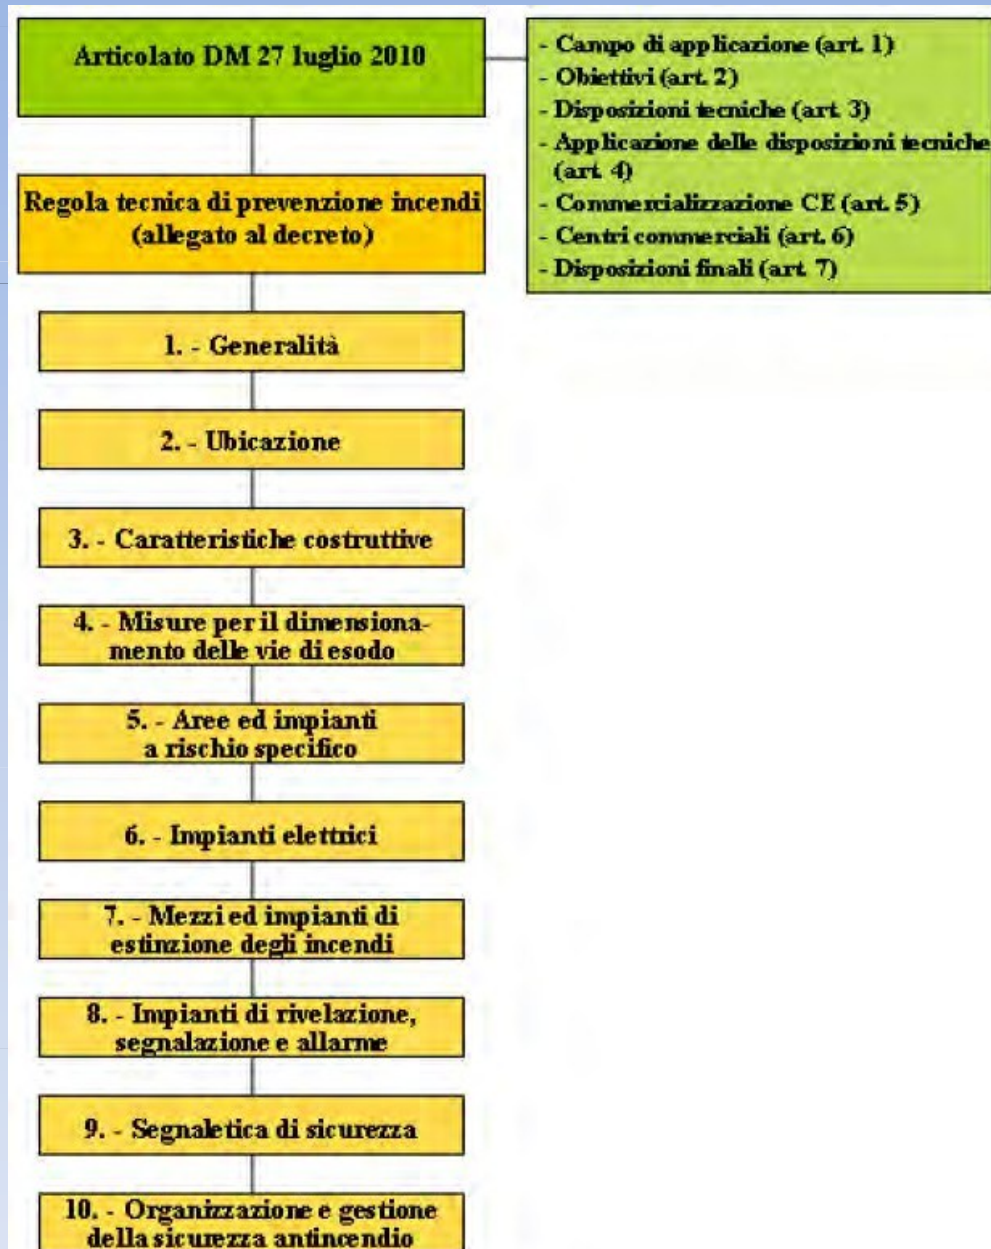 Articolato DM 27 luglio 2010
- Campo di applicazione (art. 1)
- Obiettivi (art. 2)
- Disposizioni tecniche (art. 3)
- Applicazione delle disposizioni tecniche
(art. 4)
- Commercializzazione CE (art. 5)
- Centri commerciali (art. 6)
- Disposizioni finali (art. 7)
Regola tecnica di prevenzione incendi
(allegato al decreto)
1. - Generalità
2. - Ubicazione
3. - Caratteristiche costruttive
4. - Misure per il dimensiona-
mento delle vie di esodo
5. - Aree ed impianti
a rischio specifico
6. - Impianti elettrici
7. - Mezzi ed impianti di
estinzione degli incendi
8. - Impianti di rivelazione,
segnalazione e allarme
9. - Segnaletica di sicurezza
10. - Organizzazione e gestione
della sicurezza antincendio